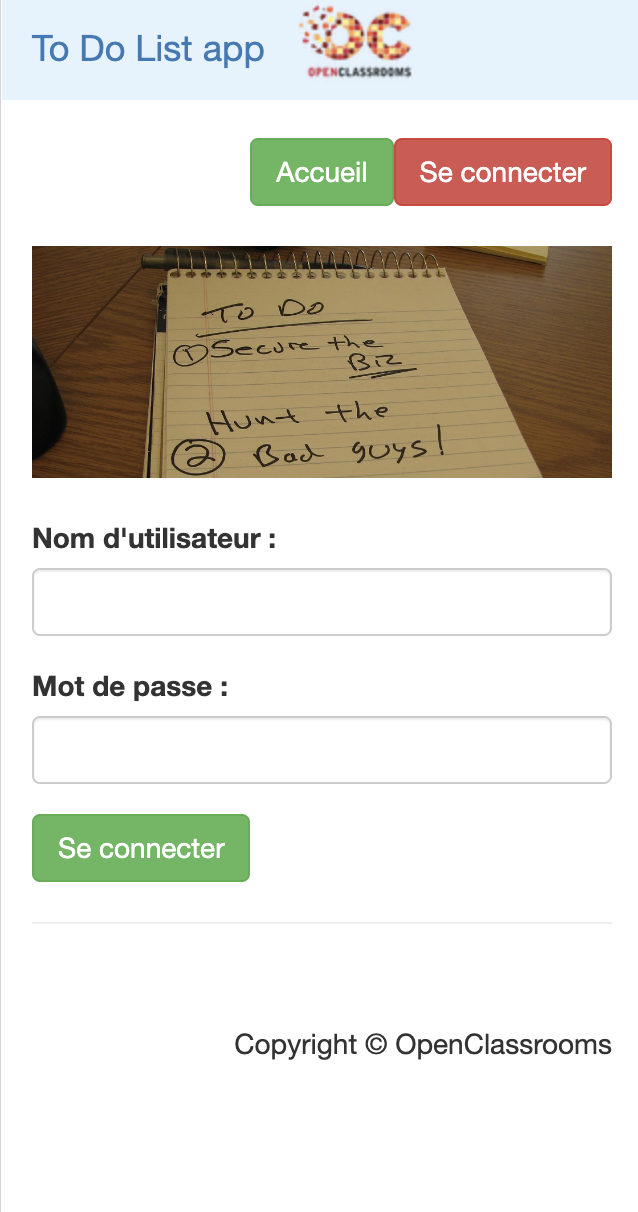 To Do List app
OC
OPENCLASSROOMS
Accueil
Se connecter
To Do
① Secure the
Biz
Hunt the
② Bad guys!
Nom d'utilisateur :
Mot de passe :
Se connecter
Copyright © OpenClassrooms